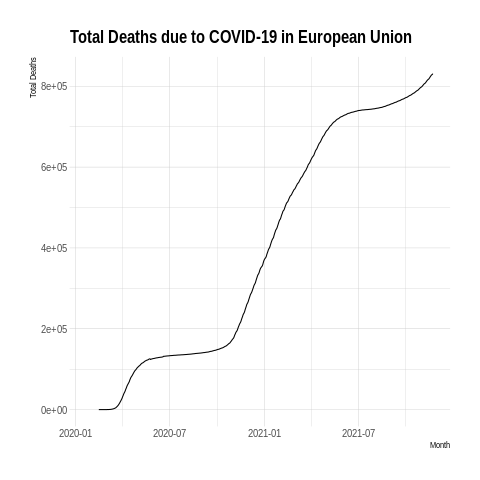 Total Deaths due to COVID-19 in European Union
Total Deaths
8e+05
6e+05
4e+05
2e+05
0e+00
2020-01 2020-07 2021-01 2021-07
Month